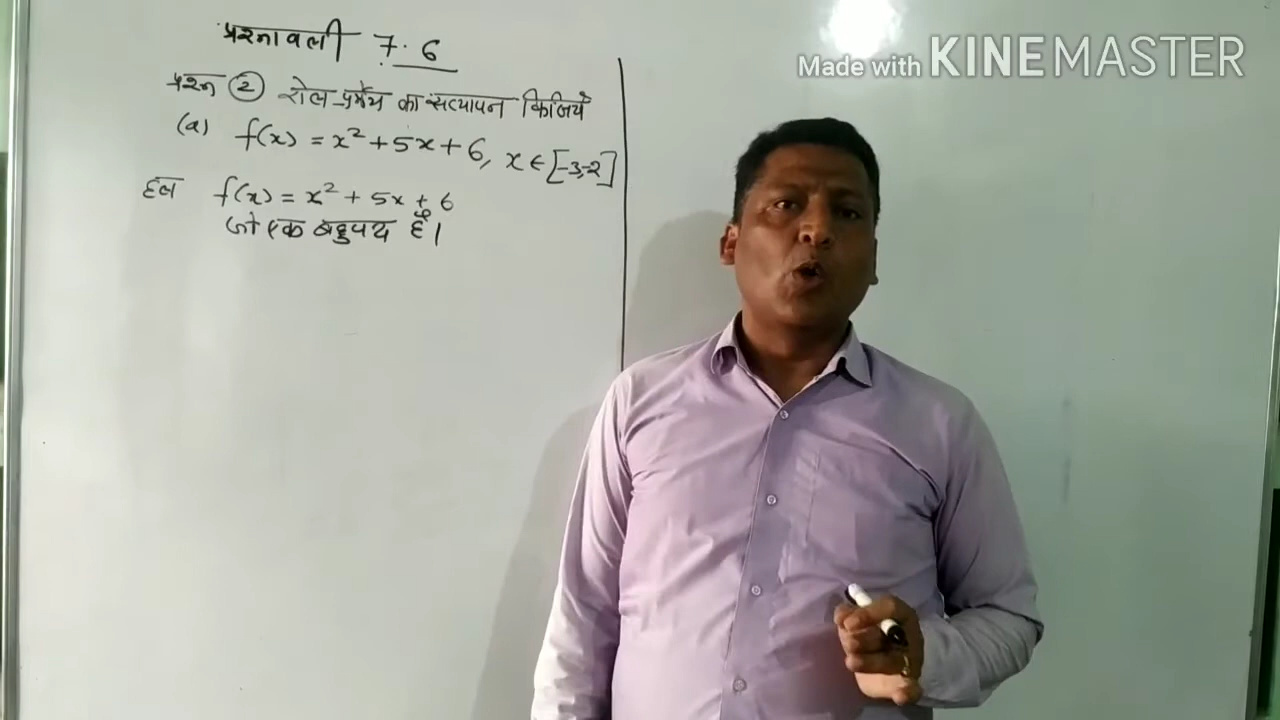 प्रश्नावली 7.6
प्रश्न (2) रोल प्रमेय का सत्यापन किजिये
(a) f(x) = x² + 5x + 6, x ∈ [-3,-2]
हल f(x) = x² + 5x + 6
जो एक बहुपद है।
Made with KINEMASTER